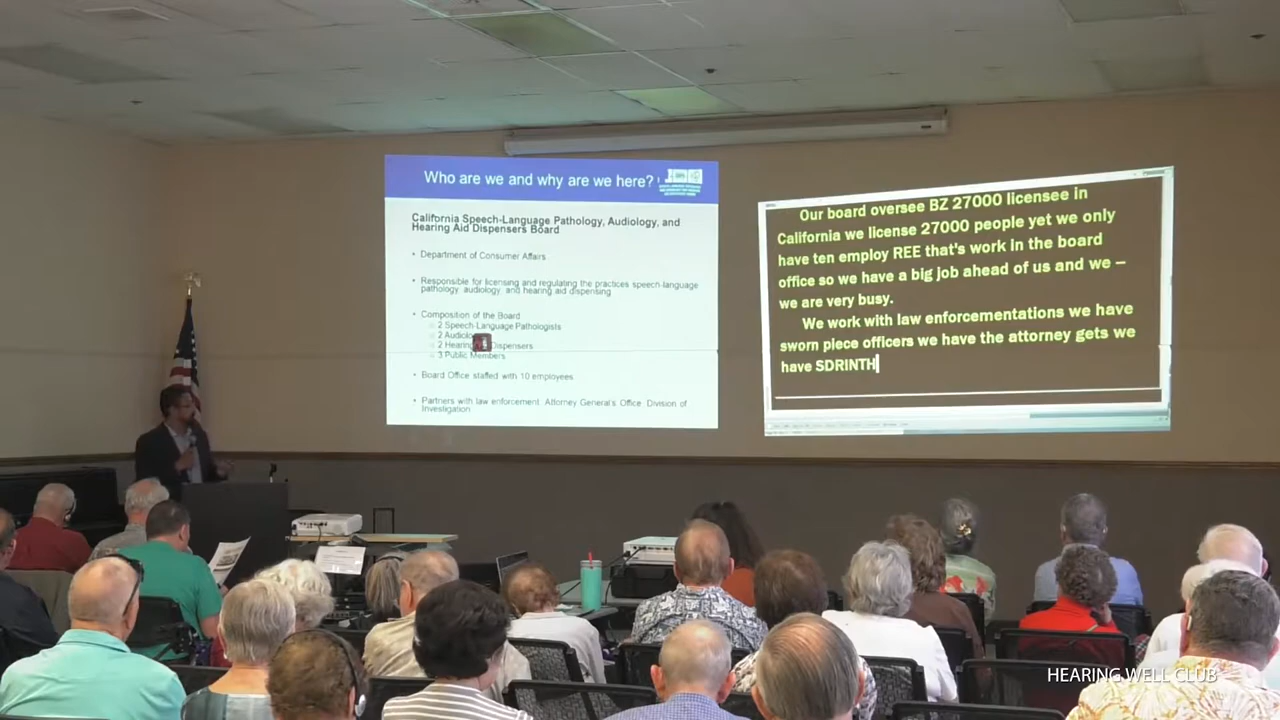 Who are we and why are we here?
California Speech-Language Pathology, Audiology, and
Hearing Aid Dispensers Board
• Department of Consumer Affairs
• Responsible for licensing and regulating the practices speech-language
pathology, audiology, and hearing aid dispensing
• Composition of the Board
○ 2 Speech-Language Pathologists
○ 2
○ 2 Hearing Dispensers
○ 3 Public Members
• Board Office staffed with 10 employees
• Partners with law enforcement: Attorney General's Office, Division of
Investigation
Our board oversee BZ 27000 licensee in
California we license 27000 people yet we only
have ten employ REE that's work in the board
office so we have a big job ahead of us and we –
we are very busy.
We work with law enforcementations we have
sworn piece officers we have the attorney gets we
have SDRINTH
HEARING WELL CLUB